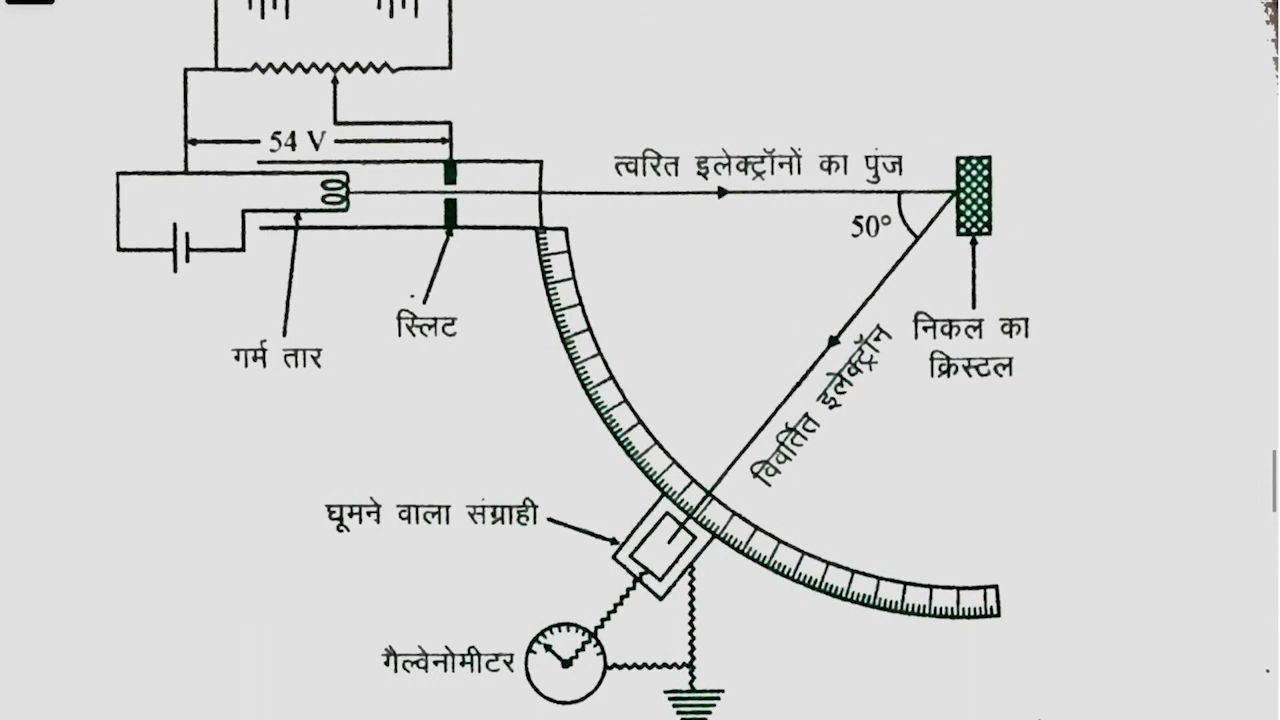 54 V
त्वरित इलेक्ट्रॉनों का पुंज
50°
स्लिट
गर्म तार
निकल का
क्रिस्टल
विवर्तित इलेक्ट्रॉन
घूमने वाला संग्राही
गैल्वेनोमीटर